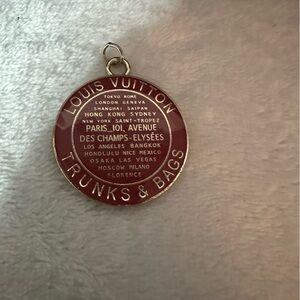 LOUIS VUITTON
TOKYO ROME
LONDON GENEVA
SHANGHAI SAIPAN
HONG KONG SYDNEY
NEW YORK SAINT-TROPEZ
PARIS_101, AVENUE
DES CHAMPS-ELYSÉES
LOS ANGELES BANGKOK
HONOLULU NICE MEXICO
OSAKA LAS VEGAS
MOSCOW MILANO
FLORENCE
TRUNKS & BAGS